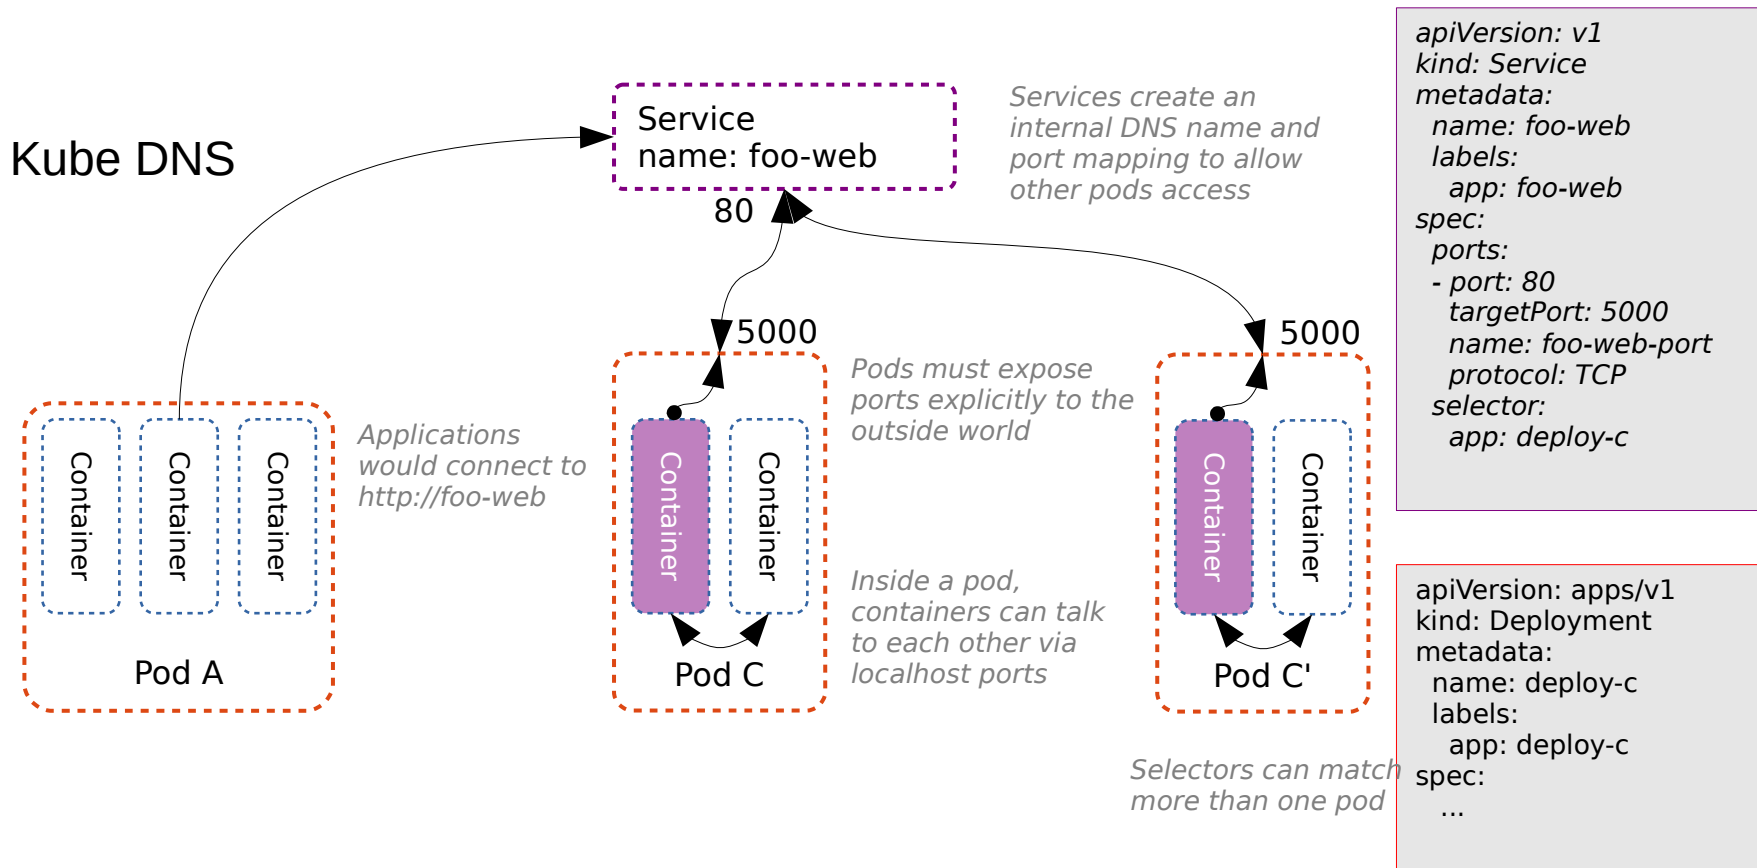 Kube DNS
Service
name: foo-web
80
Services create an
internal DNS name and
port mapping to allow
other pods access
5000
5000
Pods must expose
ports explicitly to the
outside world
Applications
would connect to
http://foo-web
Container
Container
Container
Pod A
Container
Container
Pod C
Inside a pod,
containers can talk
to each other via
localhost ports
Container
Container
Pod C'
Selectors can match
more than one pod
apiVersion: v1
kind: Service
metadata:
  name: foo-web
  labels:
    app: foo-web
spec:
  ports:
  - port: 80
    targetPort: 5000
    name: foo-web-port
    protocol: TCP
  selector:
    app: deploy-c
apiVersion: apps/v1
kind: Deployment
metadata:
  name: deploy-c
  labels:
    app: deploy-c
spec:
   ...